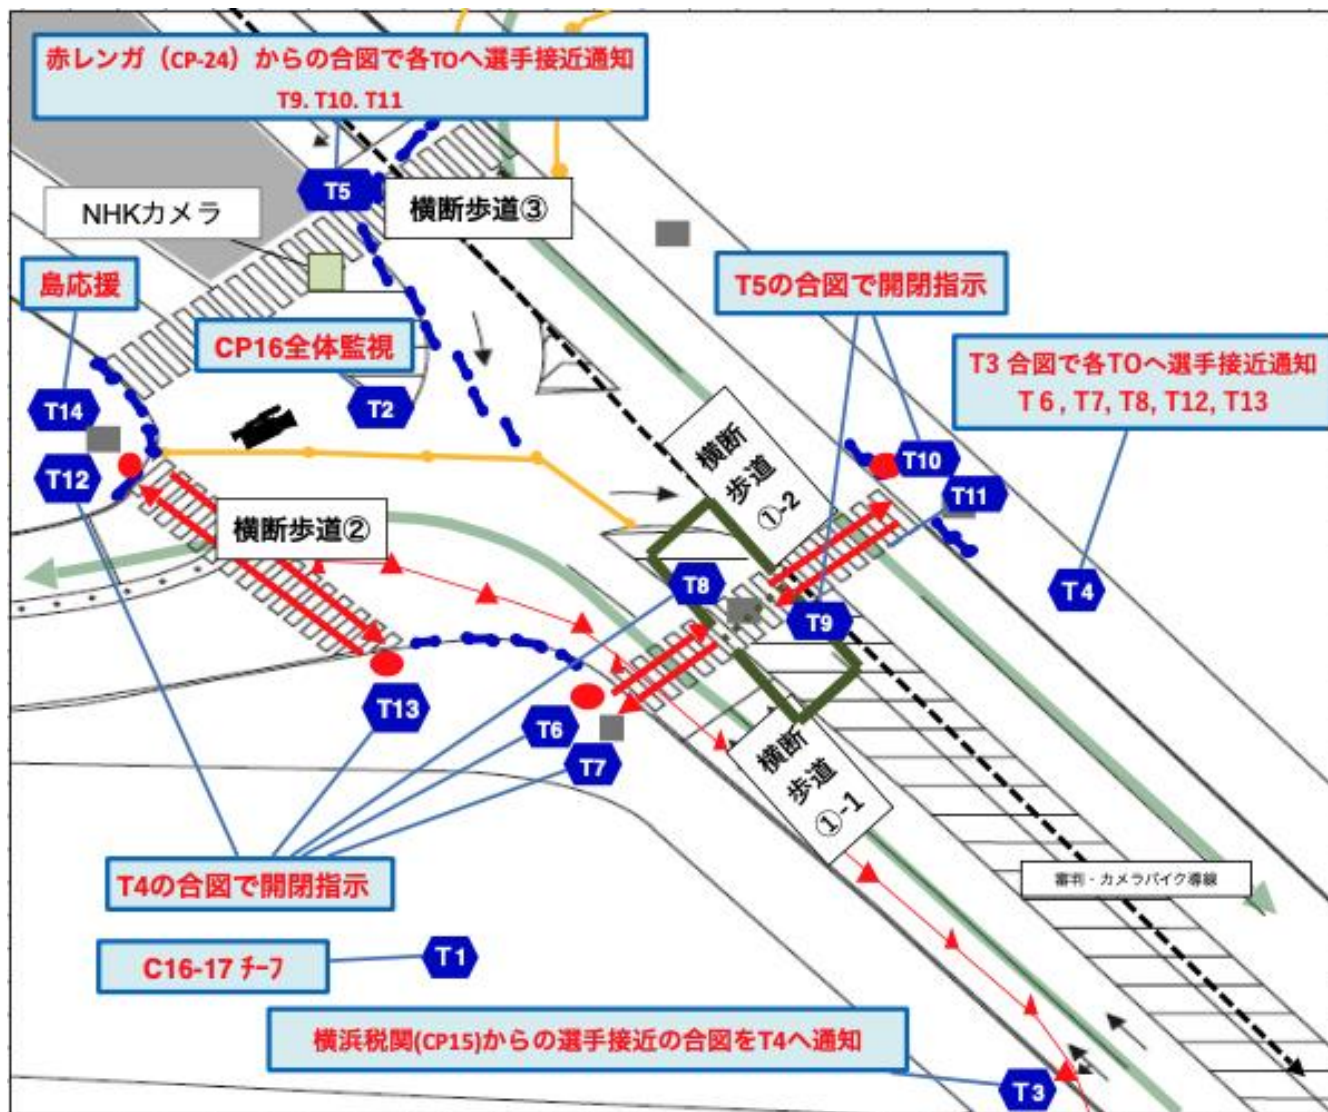 赤レンガ（CP-24）からの合図で各TOへ選手接近通知
T9. T10. T11
T5
横断歩道③
NHKカメラ
島応援
T5の合図で開閉指示
CP16全体監視
T3 合図で各TOへ選手接近通知
T 6 , T7, T8, T12, T13
T14
T2
横断
歩道
①-2
T10
T12
T11
横断歩道②
T8
T4
T9
T13
T6
T7
横断
歩道
①-1
T4の合図で開閉指示
審判・カメラバイク導線
C16-17 ﾁｰﾌ
T1
横浜税関(CP15)からの選手接近の合図をT4へ通知
T3